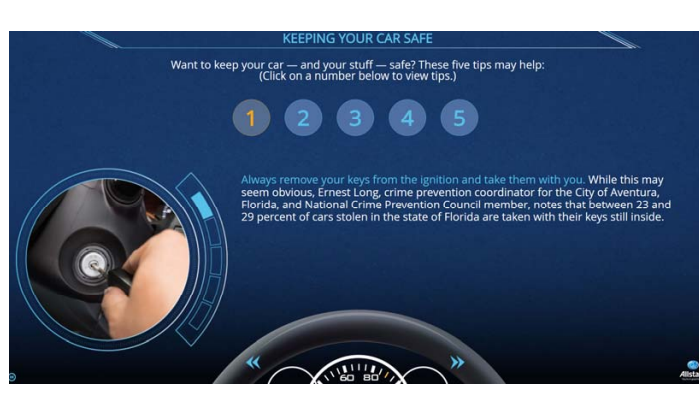 KEEPING YOUR CAR SAFE
Want to keep your car — and your stuff — safe? These five tips may help:
(Click on a number below to view tips.)
1 2 3 4 5
Always remove your keys from the ignition and take them with you. While this may
seem obvious, Ernest Long, crime prevention coordinator for the City of Aventura,
Florida, and National Crime Prevention Council member, notes that between 23 and
29 percent of cars stolen in the state of Florida are taken with their keys still inside.
60 80
Allsta